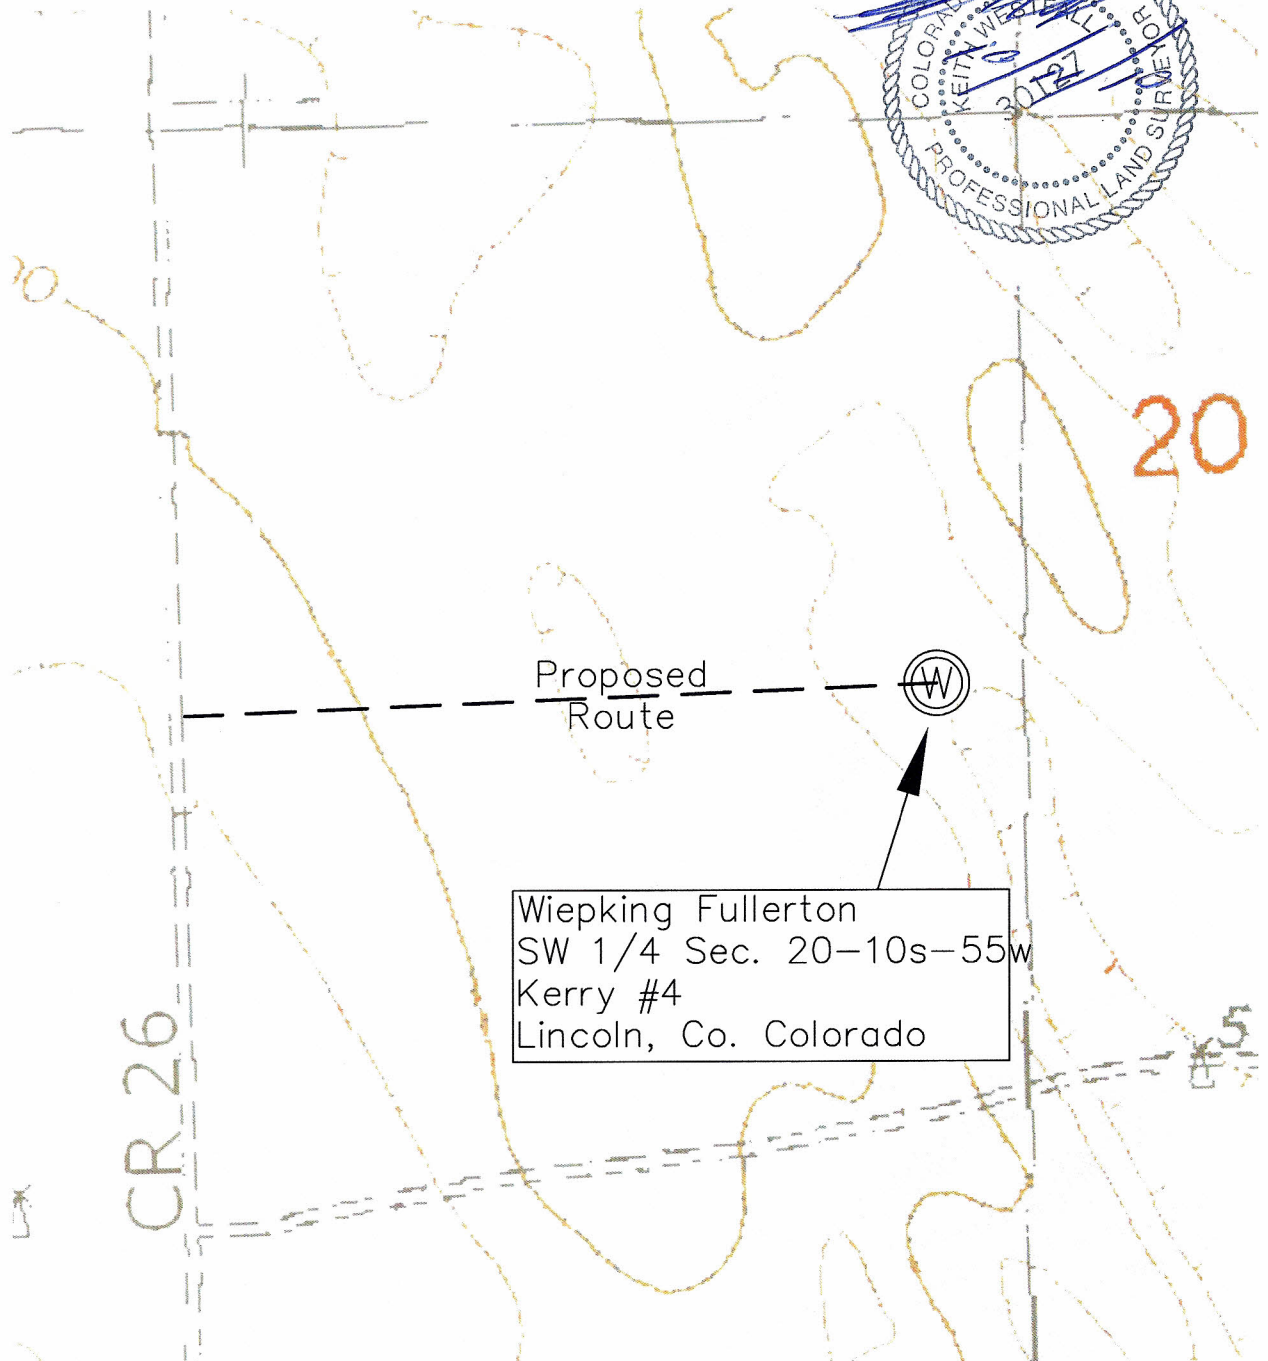 COLORADO
KEITH WESTFALL
30127
PROFESSIONAL LAND SURVEYOR
20
Proposed
Route
W
Wiepking Fullerton
SW 1/4 Sec. 20-10s-55w
Kerry #4
Lincoln, Co. Colorado
CR 26
5